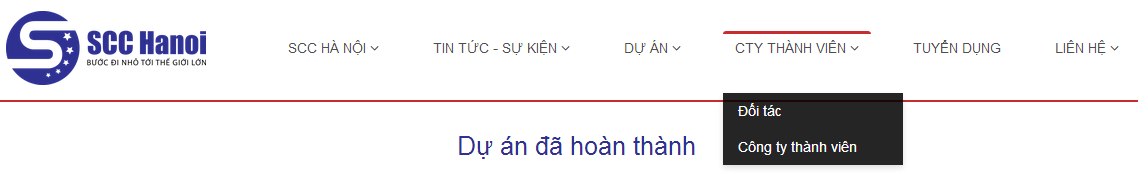 SCC Hanoi
BƯỚC ĐI NHỎ TỚI THẾ GIỚI LỚN
SCC HÀ NỘI
TIN TỨC - SỰ KIỆN
DỰ ÁN
CTY THÀNH VIÊN
TUYỂN DỤNG
LIÊN HỆ
Đối tác
Công ty thành viên
Dự án đã hoàn thành